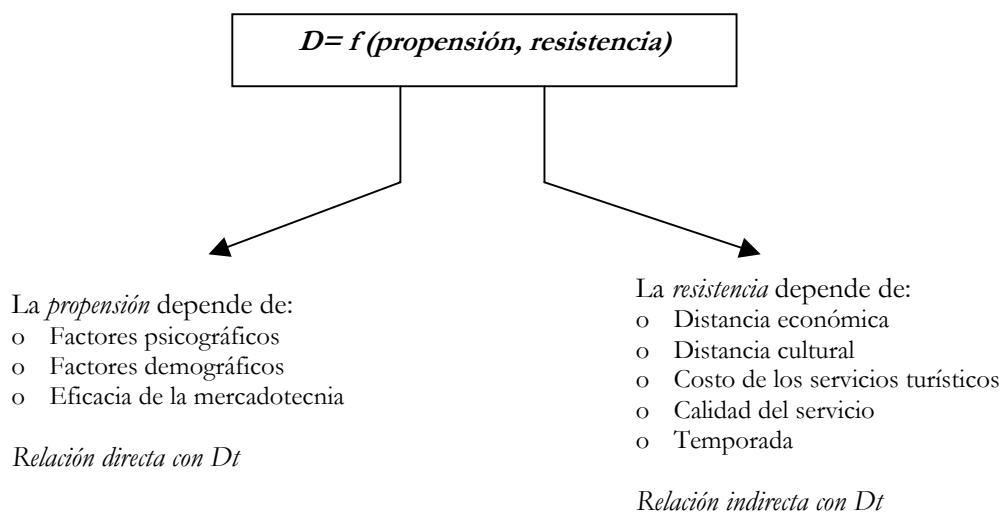 D= f (propensión, resistencia)
La propensión depende de:
o Factores psicográficos
o Factores demográficos
o Eficacia de la mercadotecnia
Relación directa con Dt
La resistencia depende de:
o Distancia económica
o Distancia cultural
o Costo de los servicios turísticos
o Calidad del servicio
o Temporada
Relación indirecta con Dt